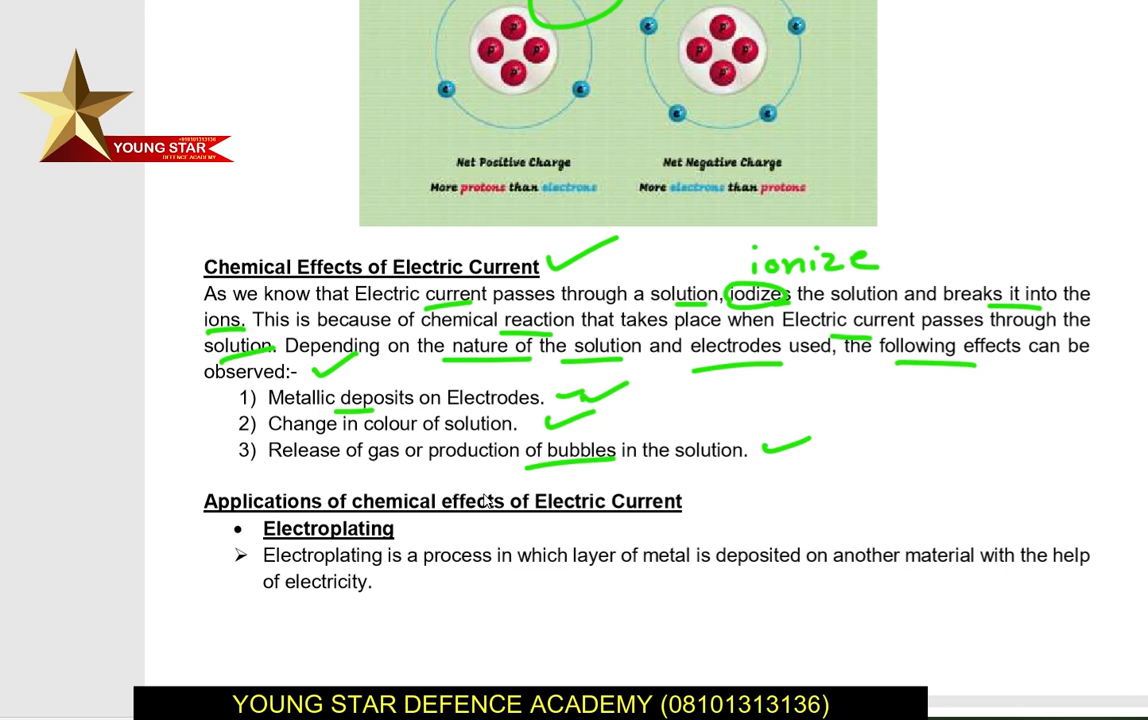 p+
p+ p+
p+
e-
e-
p+
p+ p+
p+
e-
e-
e-
e-
+08101313136
YOUNG STAR
DEFENCE ACADEMY
Net Positive Charge
More protons than electrons
Net Negative Charge
More electrons than protons
ionize
Chemical Effects of Electric Current
As we know that Electric current passes through a solution, iodizes the solution and breaks it into the
ions. This is because of chemical reaction that takes place when Electric current passes through the
solution. Depending on the nature of the solution and electrodes used, the following effects can be
observed:-
1) Metallic deposits on Electrodes.
2) Change in colour of solution.
3) Release of gas or production of bubbles in the solution.
Applications of chemical effects of Electric Current
• Electroplating
➢ Electroplating is a process in which layer of metal is deposited on another material with the help
of electricity.
YOUNG STAR DEFENCE ACADEMY (08101313136)